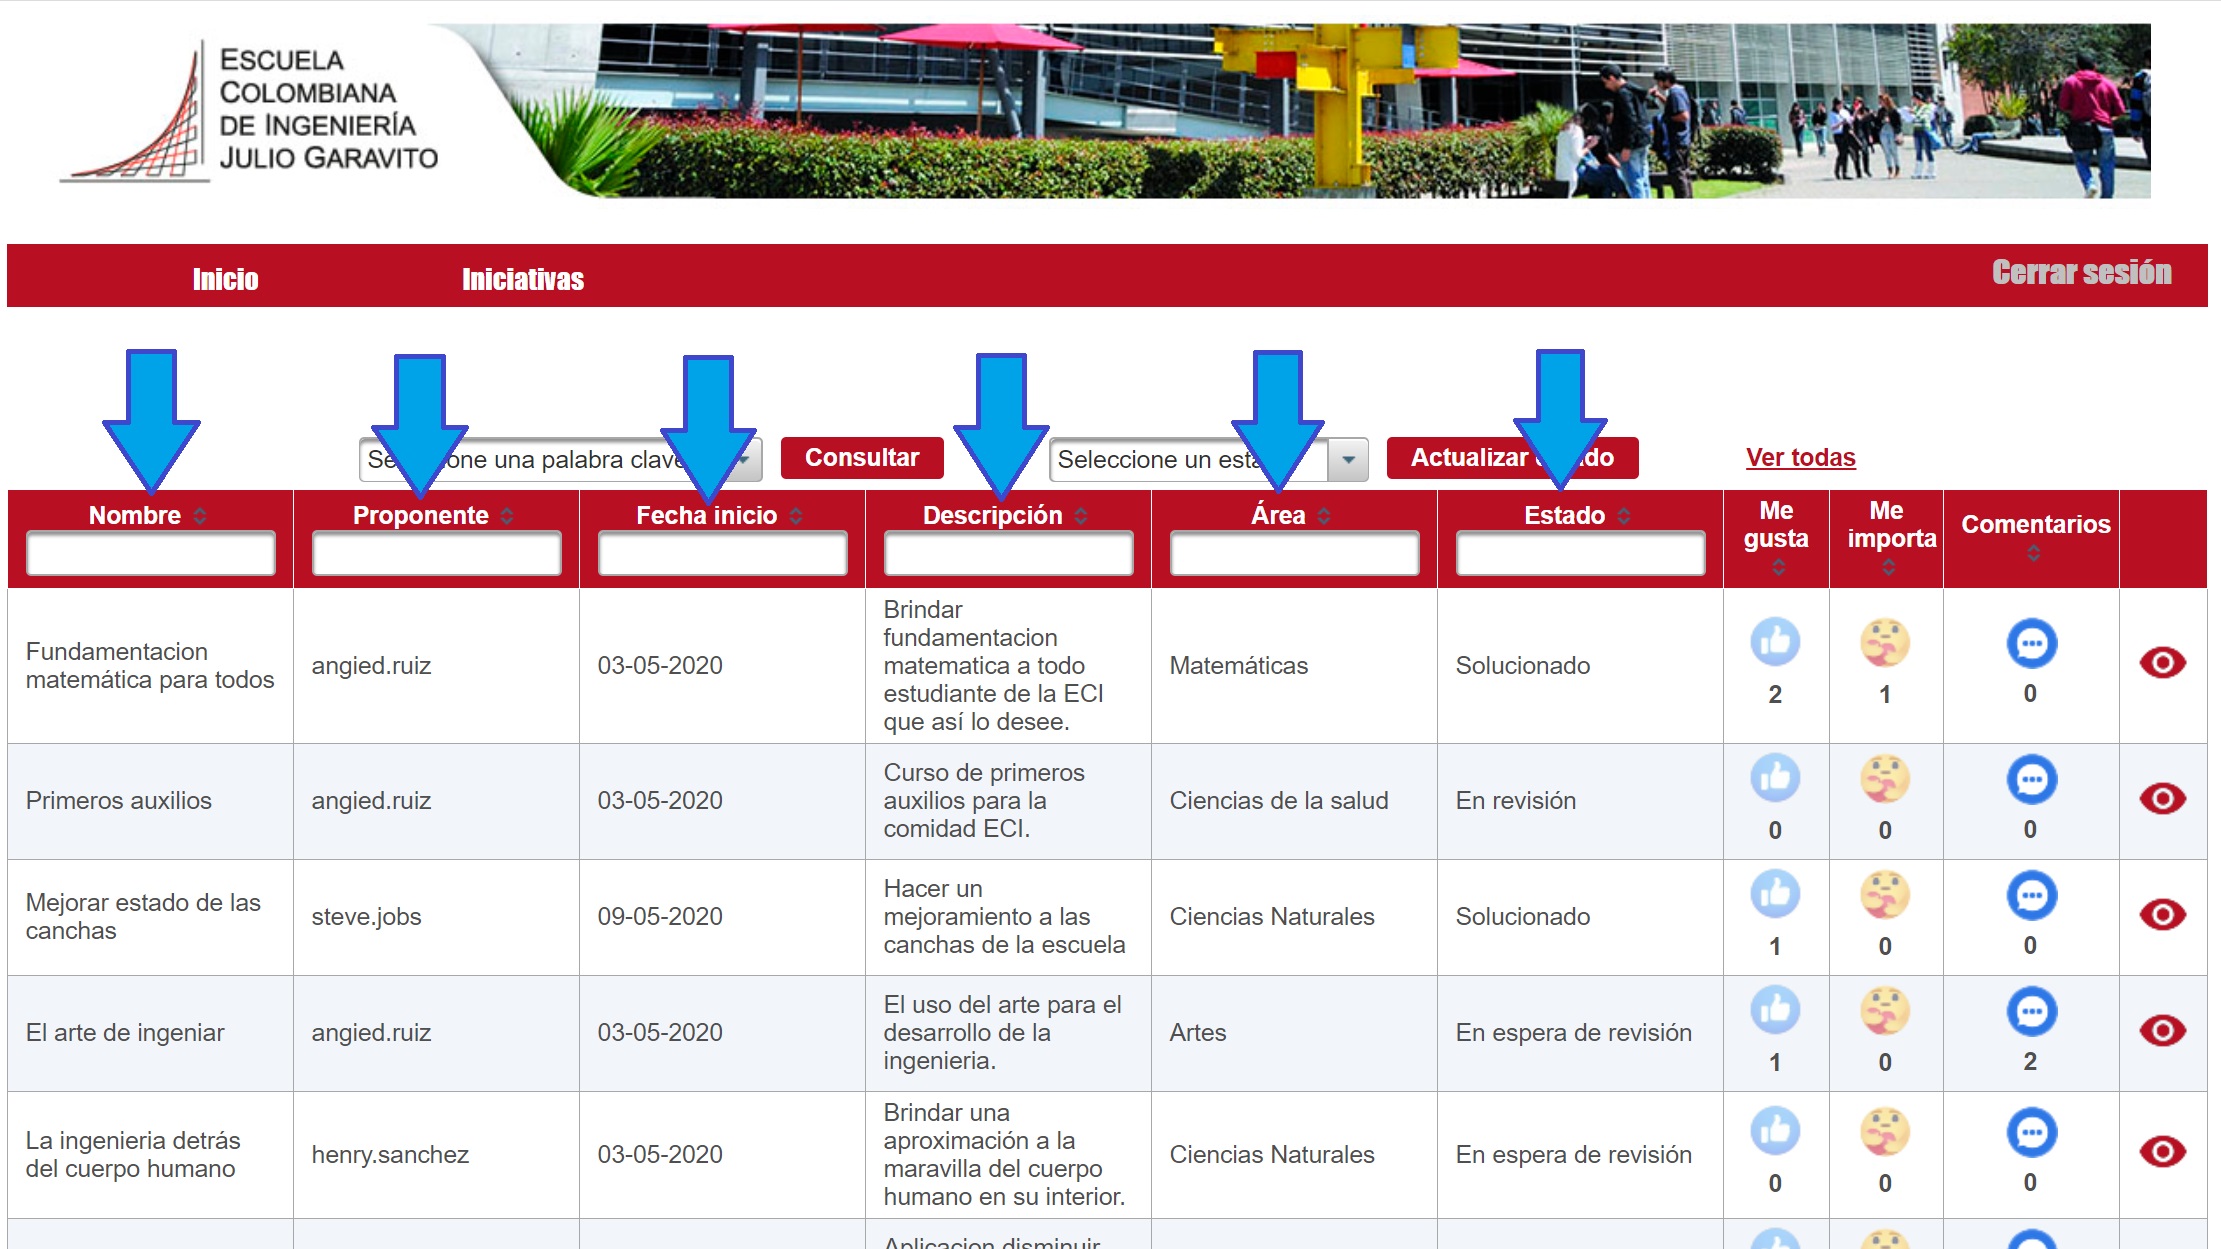 ESCUELA
COLOMBIANA
DE INGENIERÍA
JULIO GARAVITO
Inicio Iniciativas Cerrar sesión
una palabra clave Consultar Seleccione un Actualizar Ver todas
Nombre Proponente Fecha inicio Descripción Área Estado Me gusta Me importa Comentarios
Fundamentacion
matemática para todos
angied.ruiz
03-05-2020
Brindar
fundamentacion
matematica a todo
estudiante de la ECI
que así lo desee.
Matemáticas
Solucionado
2 1 0
Primeros auxilios
angied.ruiz
03-05-2020
Curso de primeros
auxilios para la
comidad ECI.
Ciencias de la salud
En revisión
0 0 0
Mejorar estado de las
canchas
steve.jobs
09-05-2020
Hacer un
mejoramiento a las
canchas de la escuela
Ciencias Naturales
Solucionado
1 0 0
El arte de ingeniar
angied.ruiz
03-05-2020
El uso del arte para el
desarrollo de la
ingenieria.
Artes
En espera de revisión
1 0 2
La ingenieria detrás
del cuerpo humano
henry.sanchez
03-05-2020
Brindar una
aproximación a la
maravilla del cuerpo
humano en su interior.
Ciencias Naturales
En espera de revisión
0 0 0
Aplicacion disminuir